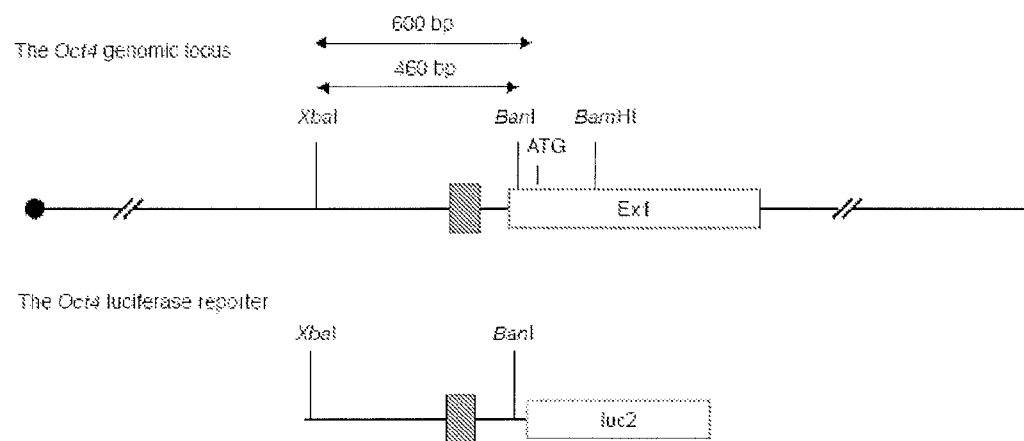 600 bp
The Oct4 genomic locus
460 bp
XbaI BanI BamHI
ATG
Ex1
The Oct4 luciferase reporter
XbaI BanI
luc2